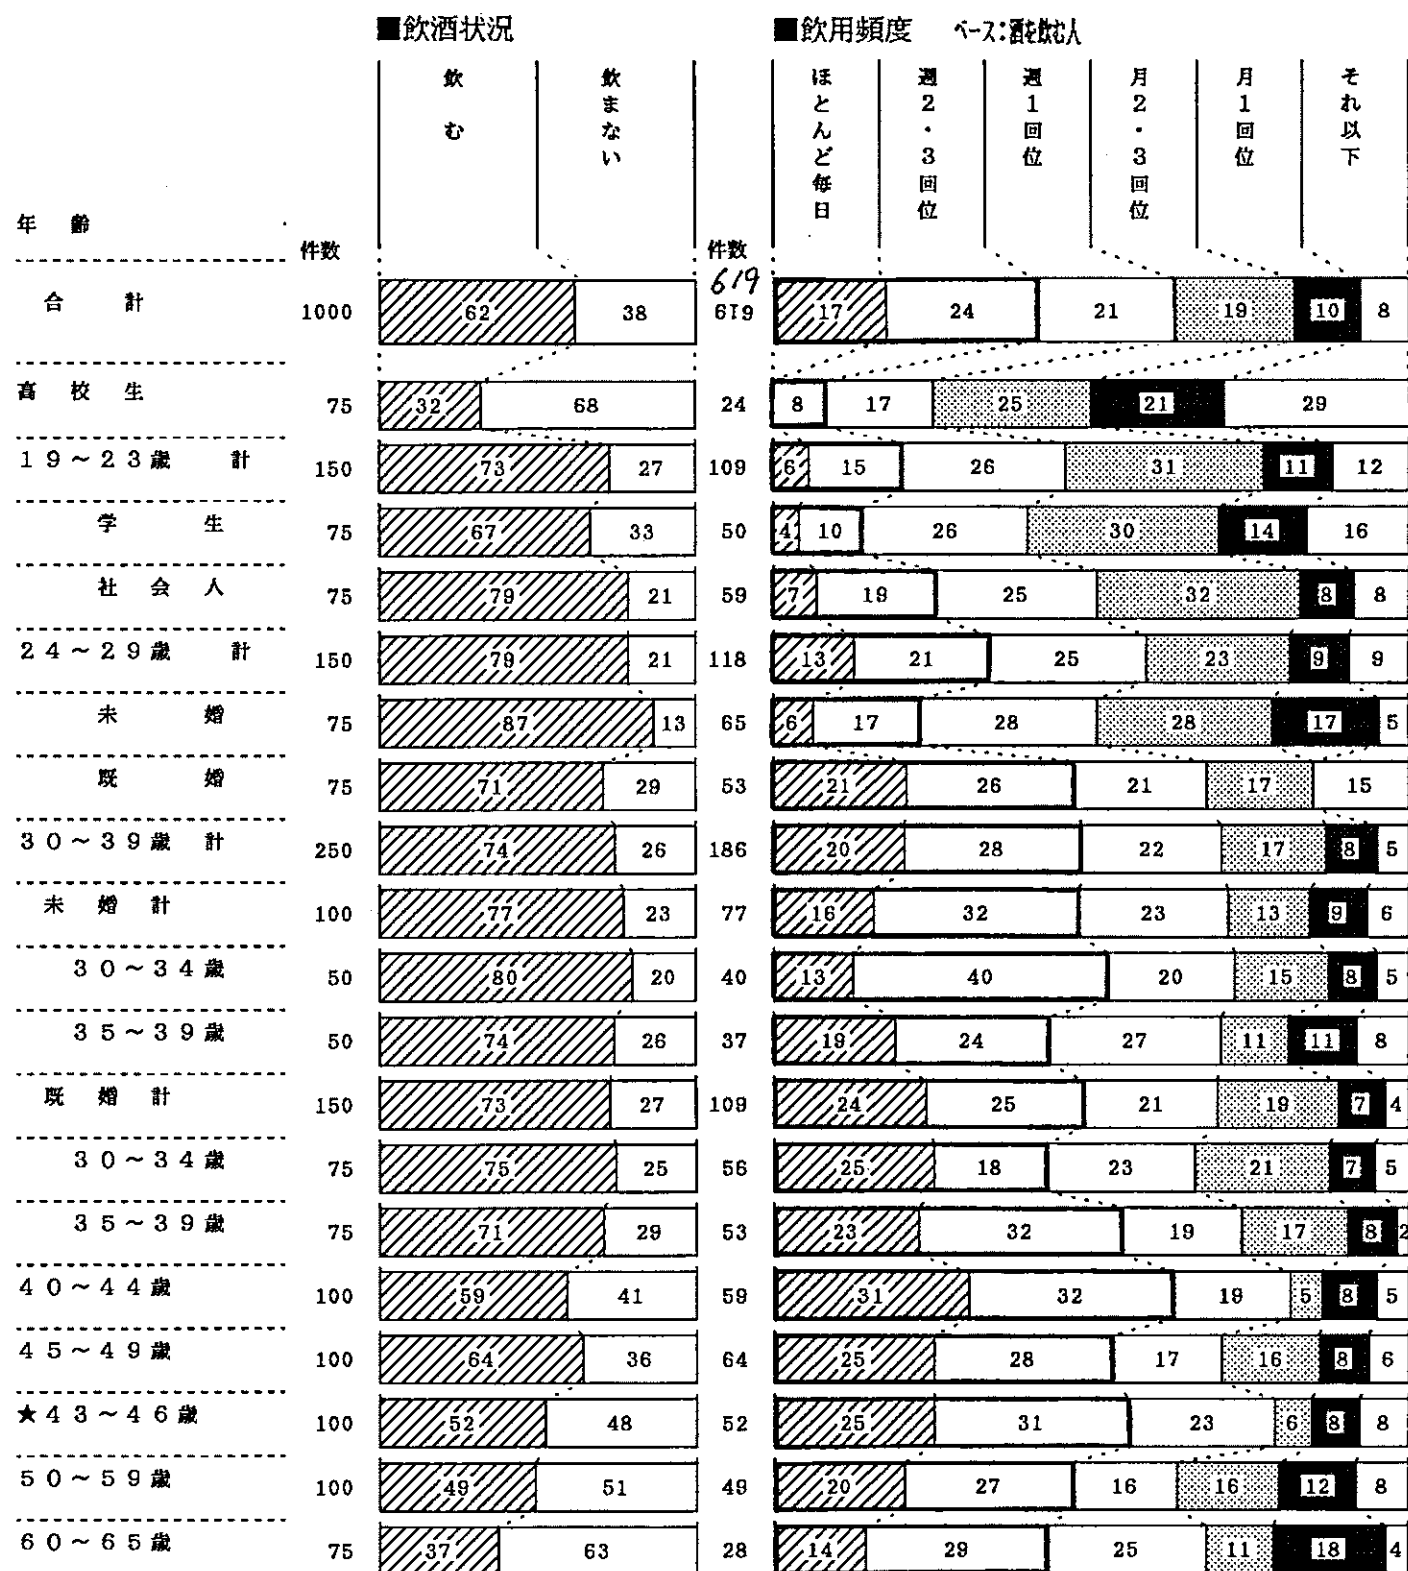 ■飲酒状況
■飲用頻度 ベース:酒を飲む人
飲む
飲まない
ほとんど毎日
週2・3回位
週1回位
月2・3回位
月1回位
それ以下
年齢
件数
件数
619
合計 1000 62 38 619 17 24 21 19 10 8
高校生 75 32 68 24 8 17 25 21 29
19~23歳 計 150 73 27 109 6 15 26 31 11 12
学生 75 67 33 50 4 10 26 30 14 16
社会人 75 79 21 59 7 19 25 32 8 8
24~29歳 計 150 79 21 118 13 21 25 23 9 9
未婚 75 87 13 65 6 17 28 28 17 5
既婚 75 71 29 53 21 26 21 17 15
30~39歳 計 250 74 26 186 20 28 22 17 8 5
未婚計 100 77 23 77 16 32 23 13 9 6
30~34歳 50 80 20 40 13 40 20 15 8 5
35~39歳 50 74 26 37 19 24 27 11 11 8
既婚計 150 73 27 109 24 25 21 19 7 4
30~34歳 75 75 25 56 25 18 23 21 7 5
35~39歳 75 71 29 53 23 32 19 17 8 2
40~44歳 100 59 41 59 31 32 19 5 8 5
45~49歳 100 64 36 64 25 28 17 16 8 6
★43~46歳 100 52 48 52 25 31 23 6 8 8
50~59歳 100 49 51 49 20 27 16 16 12 8
60~65歳 75 37 63 28 14 29 25 11 18 4